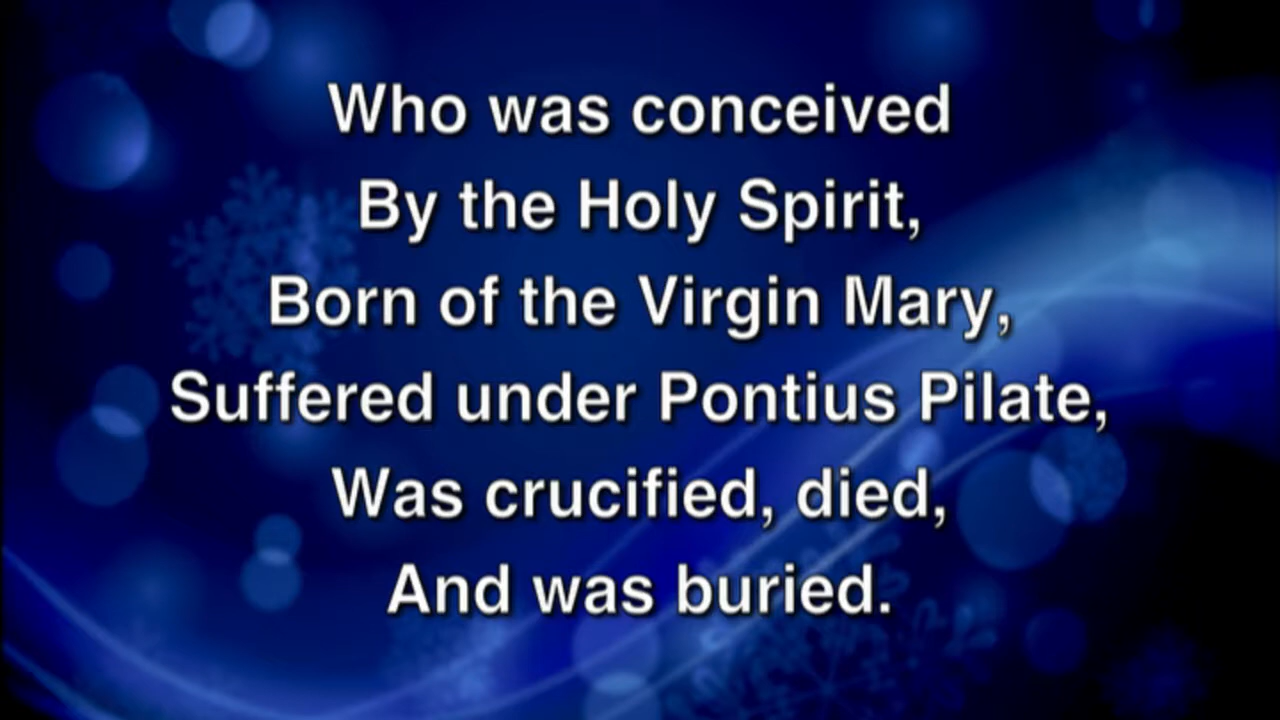 Who was conceived
By the Holy Spirit,
Born of the Virgin Mary,
Suffered under Pontius Pilate,
Was crucified, died,
And was buried.